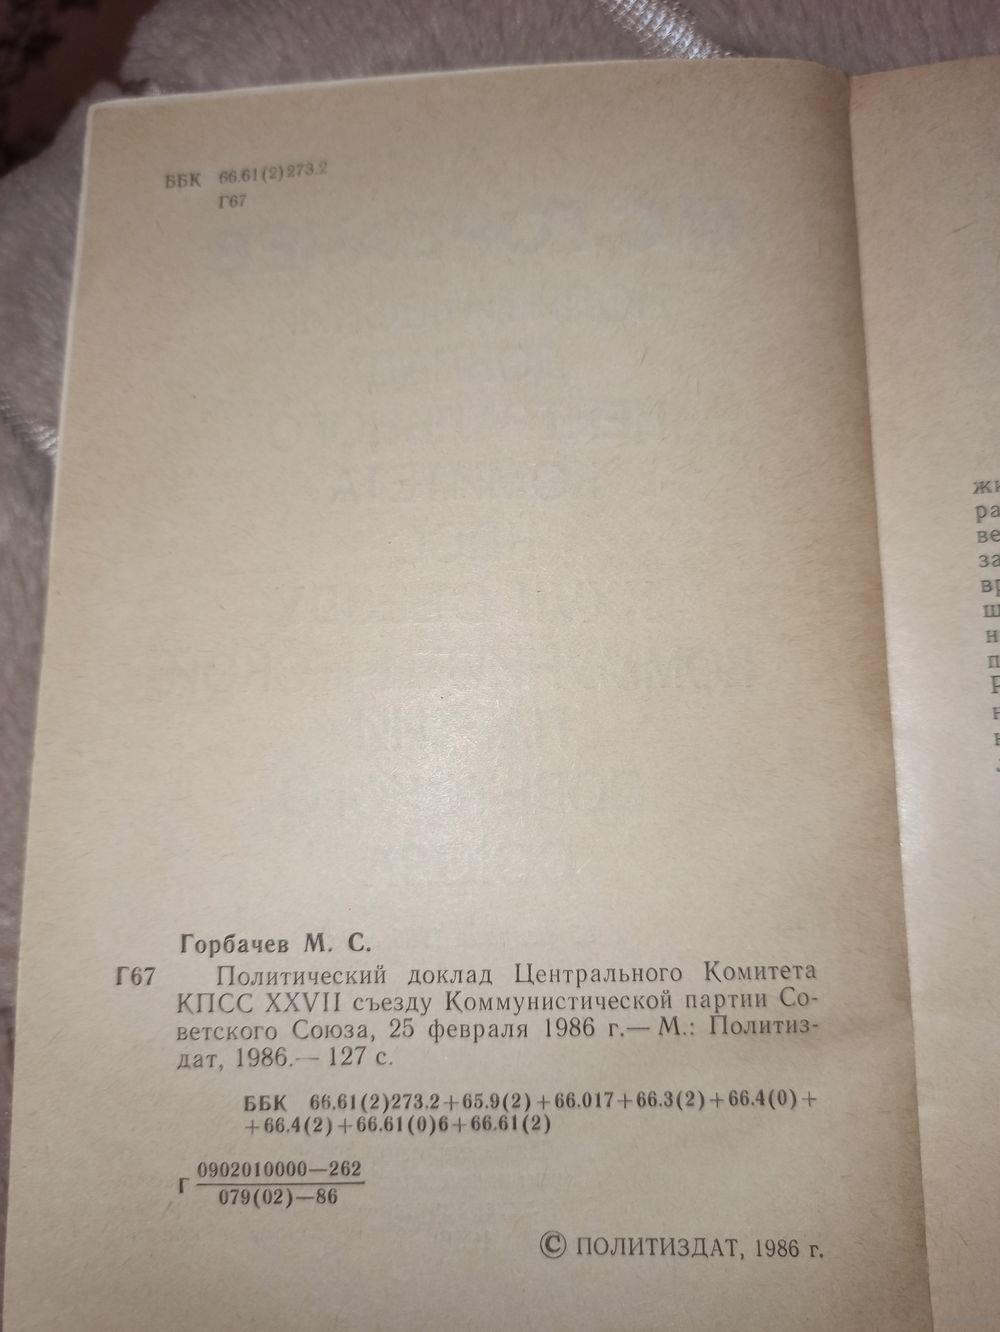 ББК 66.61(2)273.2
Г67
Горбачев М. С.
Г67 Политический доклад Центрального Комитета
КПСС XXVII съезду Коммунистической партии Со-
ветского Союза, 25 февраля 1986 г.— М.: Политиз-
дат, 1986.— 127 с.
ББК 66.61(2)273.2+65.9(2)+66.017+66.3(2)+66.4(0)+
+66.4(2)+66.61(0)6+66.61(2)
Г 0902010000—262
079(02)—86
© ПОЛИТИЗДАТ, 1986 г.